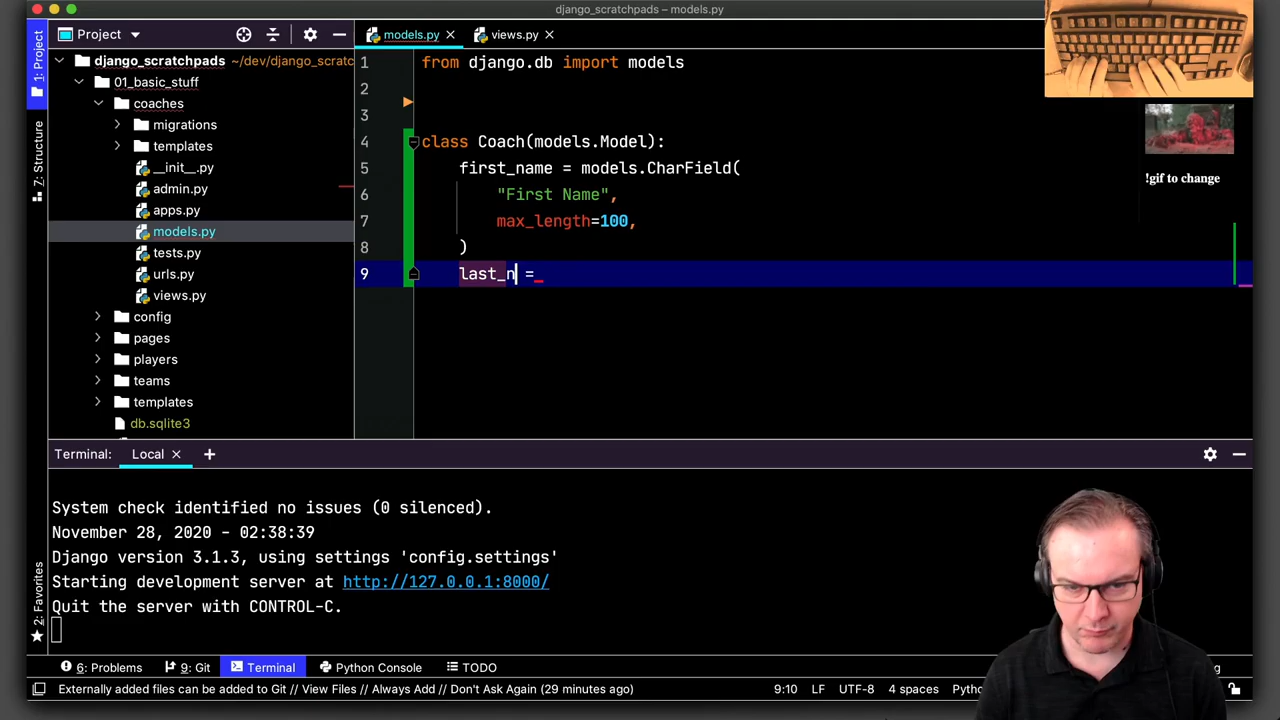 django_scratchpads – models.py
1: Project
Project
models.py
views.py
django_scratchpads ~/dev/django_scratc
01_basic_stuff
coaches
migrations
templates
__init__.py
admin.py
apps.py
models.py
tests.py
urls.py
views.py
config
pages
players
teams
templates
db.sqlite3
7: Structure
2: Favorites
1 from django.db import models
2
3
4 class Coach(models.Model):
5 first_name = models.CharField(
6 "First Name",
7 max_length=100,
8 )
9 last_n =
!gif to change
Terminal: Local +
System check identified no issues (0 silenced).
November 28, 2020 - 02:38:39
Django version 3.1.3, using settings 'config.settings'
Starting development server at http://127.0.0.1:8000/
Quit the server with CONTROL-C.
6: Problems 9: Git Terminal Python Console TODO
Externally added files can be added to Git // View Files // Always Add // Don't Ask Again (29 minutes ago) 9:10 LF UTF-8 4 spaces